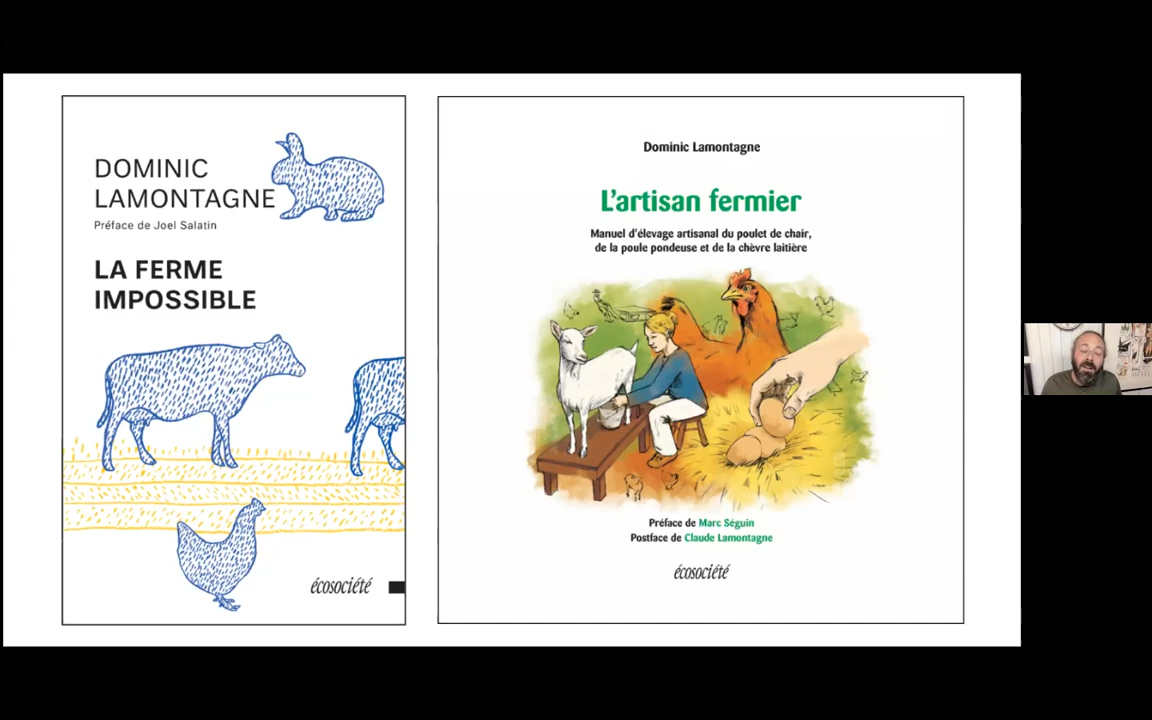 DOMINIC
LAMONTAGNE
Préface de Joel Salatin
LA FERME
IMPOSSIBLE
écosociété
Dominic Lamontagne
L'artisan fermier
Manuel d'élevage artisanal du poulet de chair,
de la poule pondeuse et de la chèvre laitière
Préface de Marc Séguin
Postface de Claude Lamontagne
écosociété